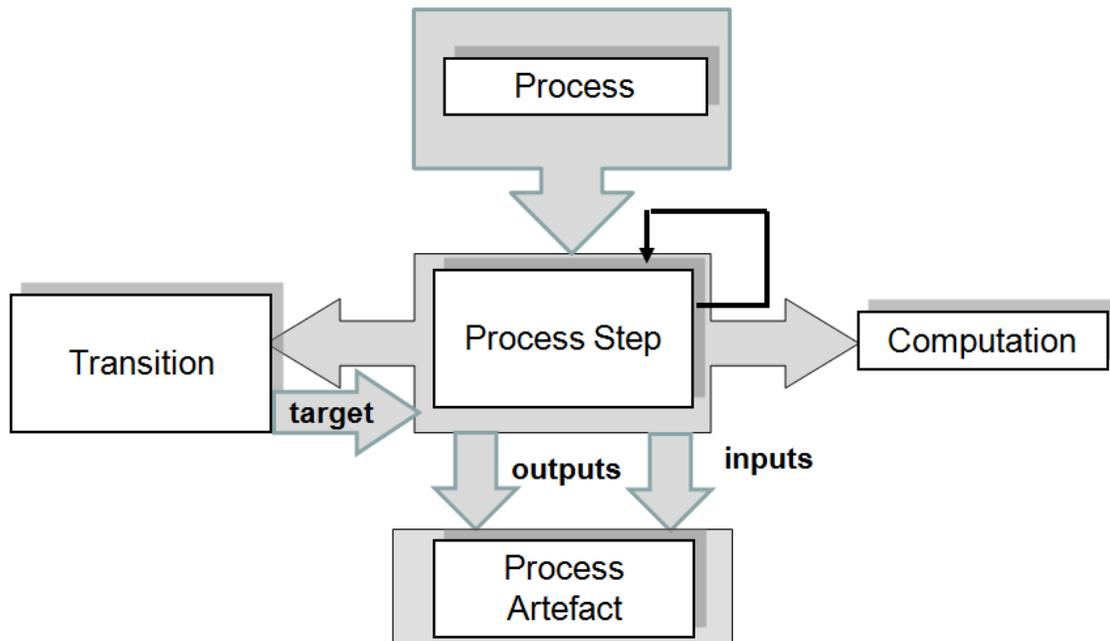 Process
Process Step
Transition
Computation
target
outputs
inputs
Process
Artefact